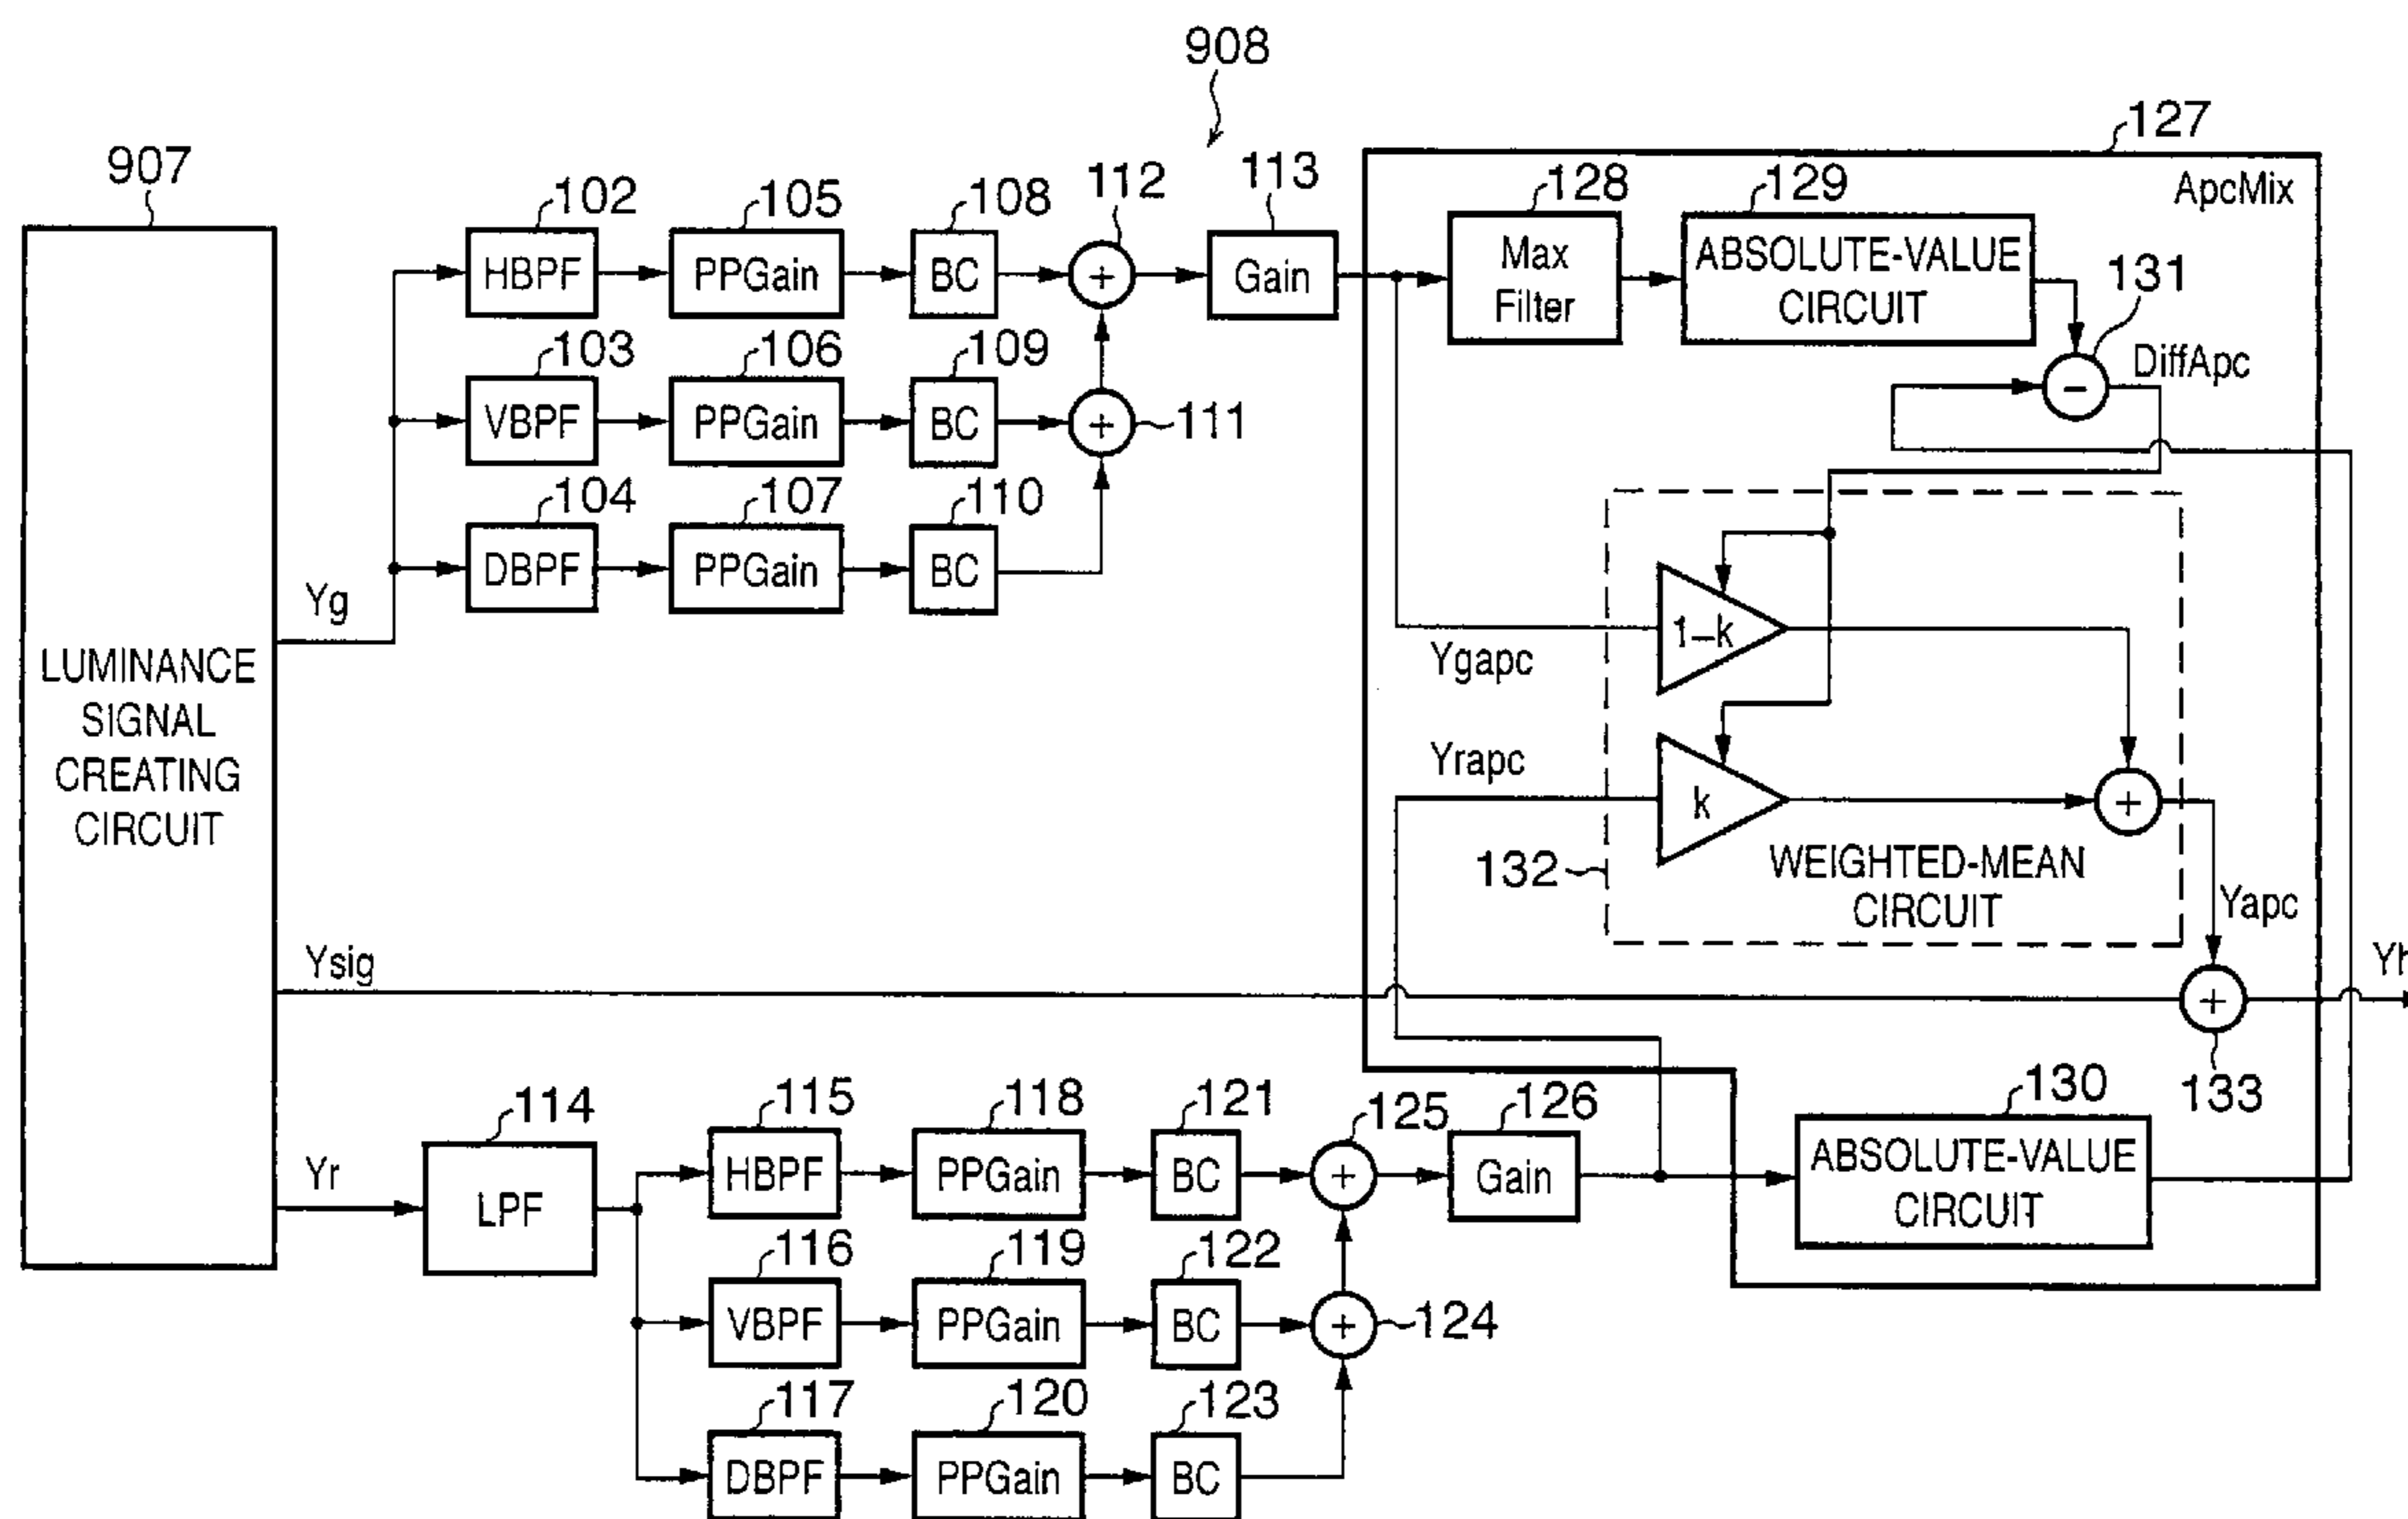 908
907
102
105
108
112
113
127
ApcMix
128
129
HBPF
PPGain
BC
+
Gain
Max
Filter
ABSOLUTE-VALUE
CIRCUIT
131
DiffApc
-
103
106
109
VBPF
PPGain
BC
+
111
104
107
110
DBPF
PPGain
BC
Yg
LUMINANCE
SIGNAL
CREATING
CIRCUIT
1-k
Ygapc
Yrapc
k
+
132
WEIGHTED-MEAN
CIRCUIT
Yapc
Ysig
+
133
114
115
118
121
125
126
130
Yr
LPF
HBPF
PPGain
BC
+
Gain
ABSOLUTE-VALUE
CIRCUIT
116
119
122
VBPF
PPGain
BC
+
124
117
120
123
DBPF
PPGain
BC